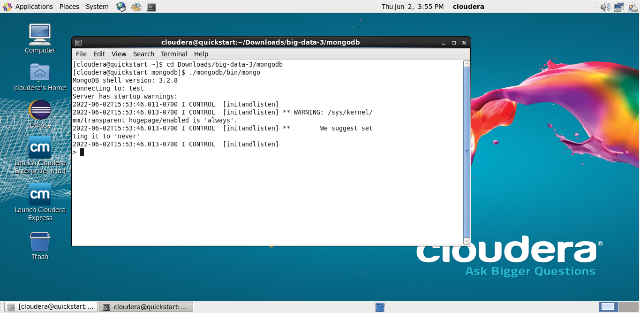 Applications Places System
Thu Jun 2, 3:55 PM cloudera
cloudera@quickstart:~/Downloads/big-data-3/mongodb
File Edit View Search Terminal Help
[cloudera@quickstart ~]$ cd Downloads/big-data-3/mongodb
[cloudera@quickstart mongodb]$ ./mongodb/bin/mongo
MongoDB shell version: 3.2.8
connecting to: test
Server has startup warnings:
2022-06-02T15:53:46.011-0700 I CONTROL [initandlisten]
2022-06-02T15:53:46.013-0700 I CONTROL [initandlisten] ** WARNING: /sys/kernel/
mm/transparent_hugepage/enabled is 'always'.
2022-06-02T15:53:46.013-0700 I CONTROL [initandlisten] ** We suggest set
ting it to 'never'
2022-06-02T15:53:46.013-0700 I CONTROL [initandlisten]
>
Computer
cloudera's Home
cm
Launch Cloudera
cm
Launch Cloudera
Express
Trash
cloudera®
Ask Bigger Questions
[cloudera@quickstart:...
cloudera@quickstart:...